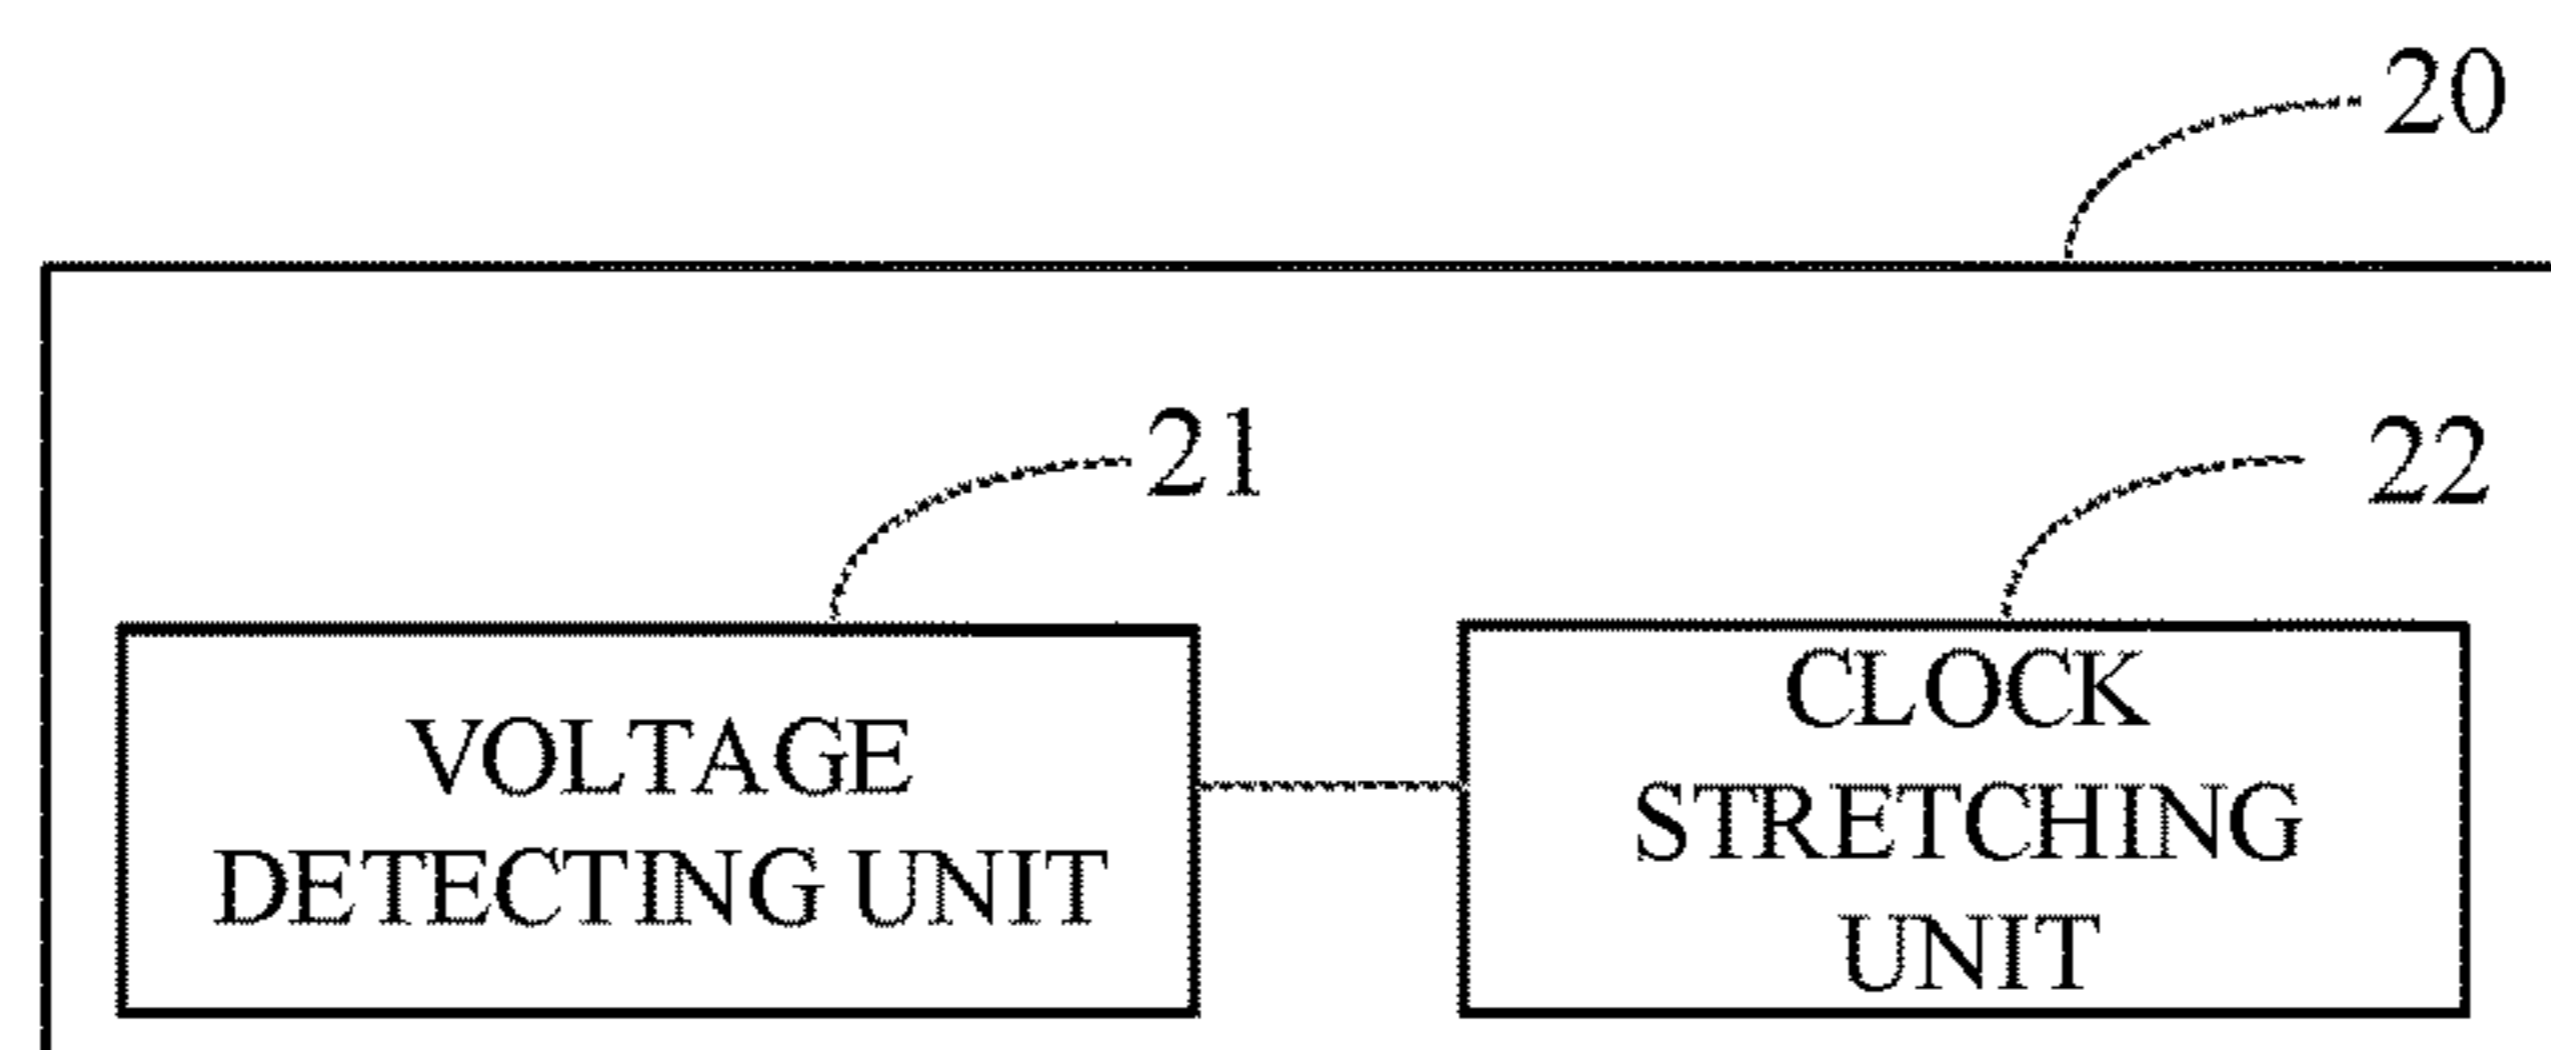 20
21
22
VOLTAGE
DETECTING UNIT
CLOCK
STRETCHING
UNIT